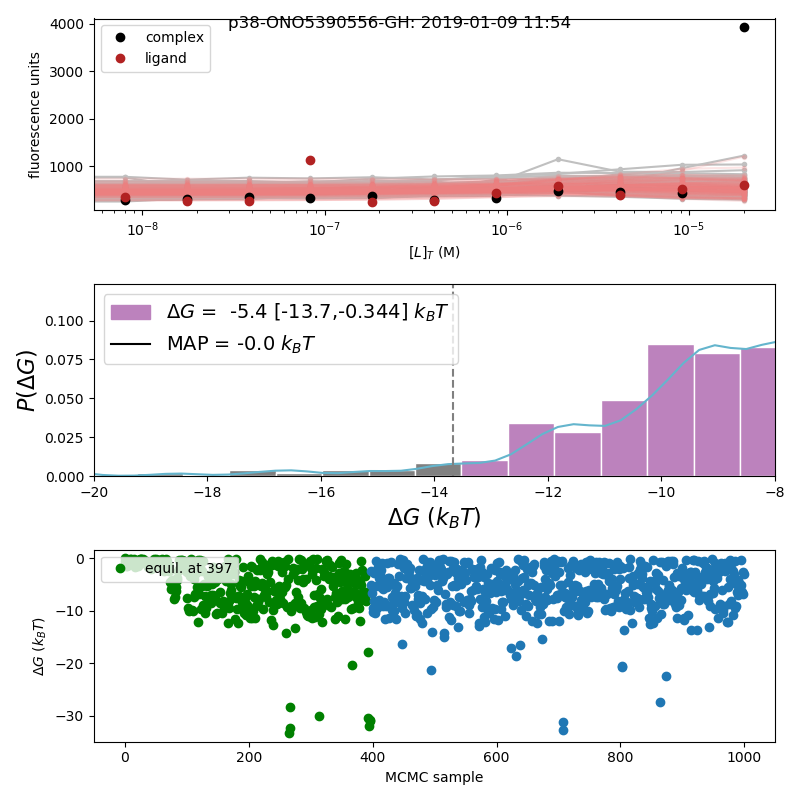 p38-ONO5390556-GH: 2019-01-09 11:54
complex
ligand
fluorescence units
4000
3000
2000
1000
10⁻⁸ 10⁻⁷ 10⁻⁶ 10⁻⁵
[L]_T (M)
ΔG = -5.4 [-13.7,-0.344] k_BT
MAP = -0.0 k_BT
P(ΔG)
0.100
0.075
0.050
0.025
0.000
−20 −18 −16 −14 −12 −10 −8
ΔG (k_BT)
equil. at 397
ΔG (k_BT)
0
−10
−20
−30
0 200 400 600 800 1000
MCMC sample